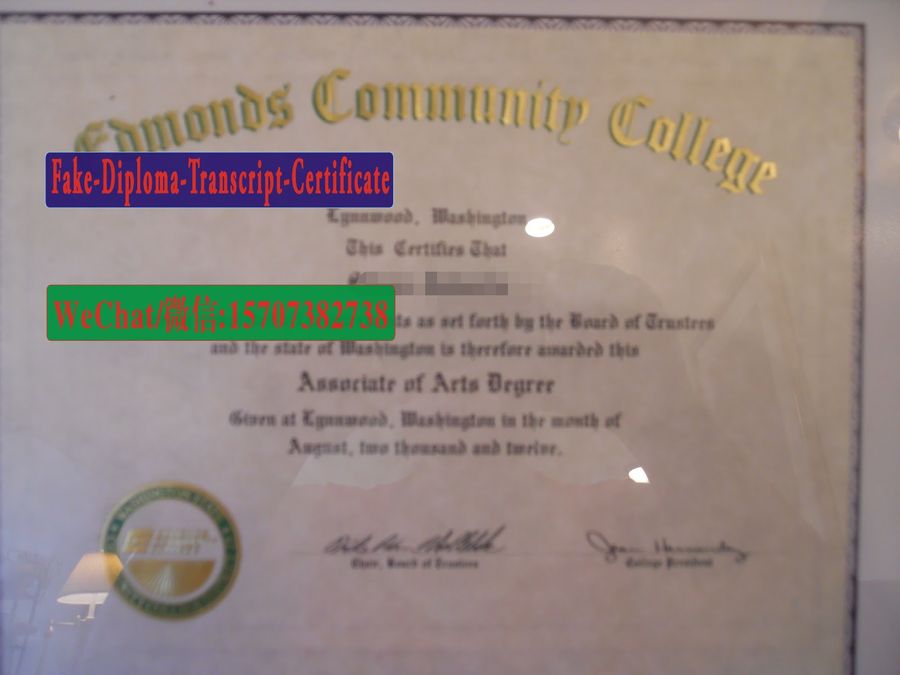 Edmonds Community College
Fake-Diploma-Transcript-Certificate
Lynnwood, Washington
This Certifies That
WeChat/微信:15707382738
as set forth by the Board of Trustees
and the state of Washington is therefore awarded this
Associate of Arts Degree
Given at Lynnwood, Washington in the month of
August, two thousand and twelve.
Chair, Board of Trustees
College President